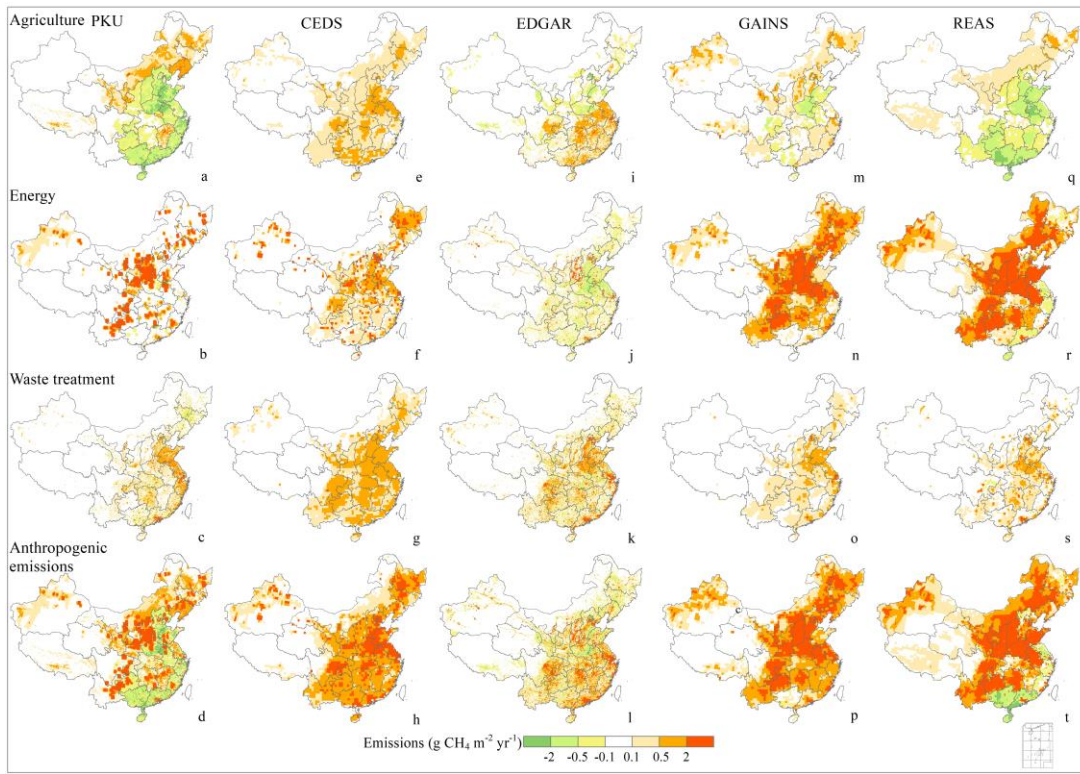 Agriculture PKU CEDS EDGAR GAINS REAS
a e i m q
Energy
b f j n r
Waste treatment
c g k o s
Anthropogenic
emissions
d h l p t
Emissions (g CH₄ m⁻² yr⁻¹)
-2 -0.5 -0.1 0.1 0.5 2